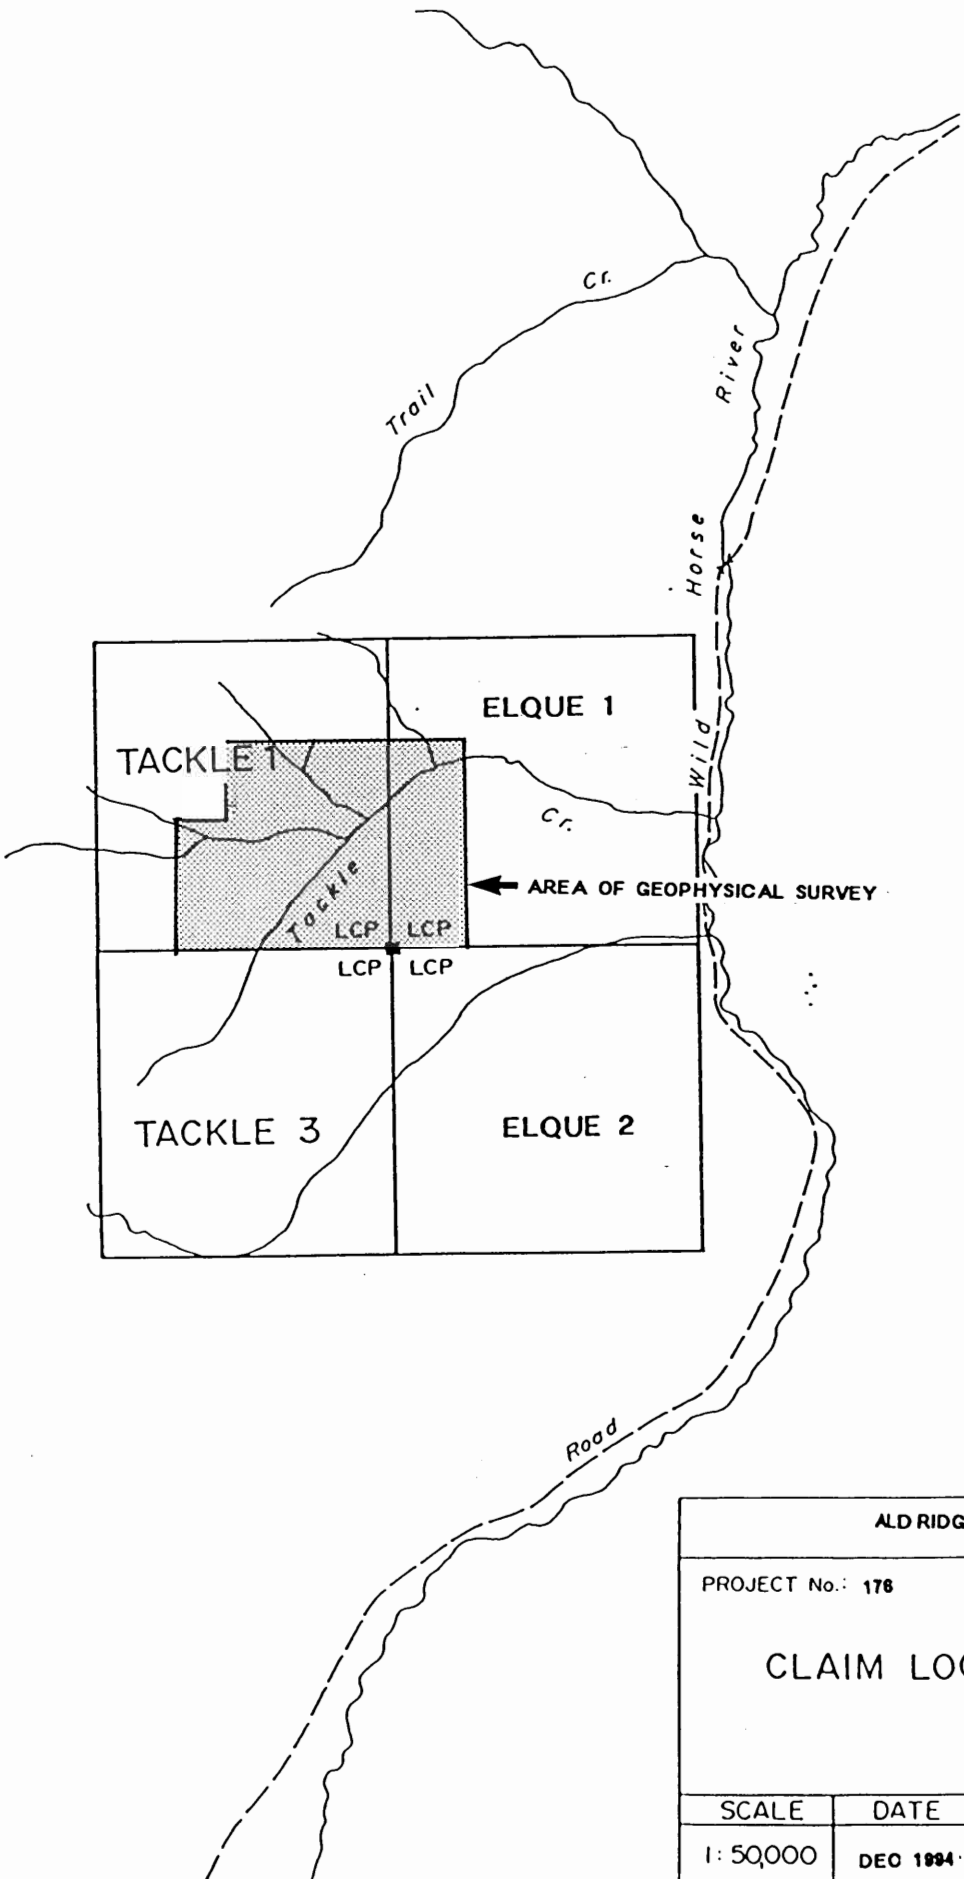 Trail Cr.
Wild Horse River
ELQUE 1
TACKLE 1
Tackle Cr.
AREA OF GEOPHYSICAL SURVEY
LCP LCP
LCP LCP
TACKLE 3
ELQUE 2
Road
ALDRIDG
PROJECT No.: 176
CLAIM LOC
SCALE DATE
1:50,000 DEC 1994